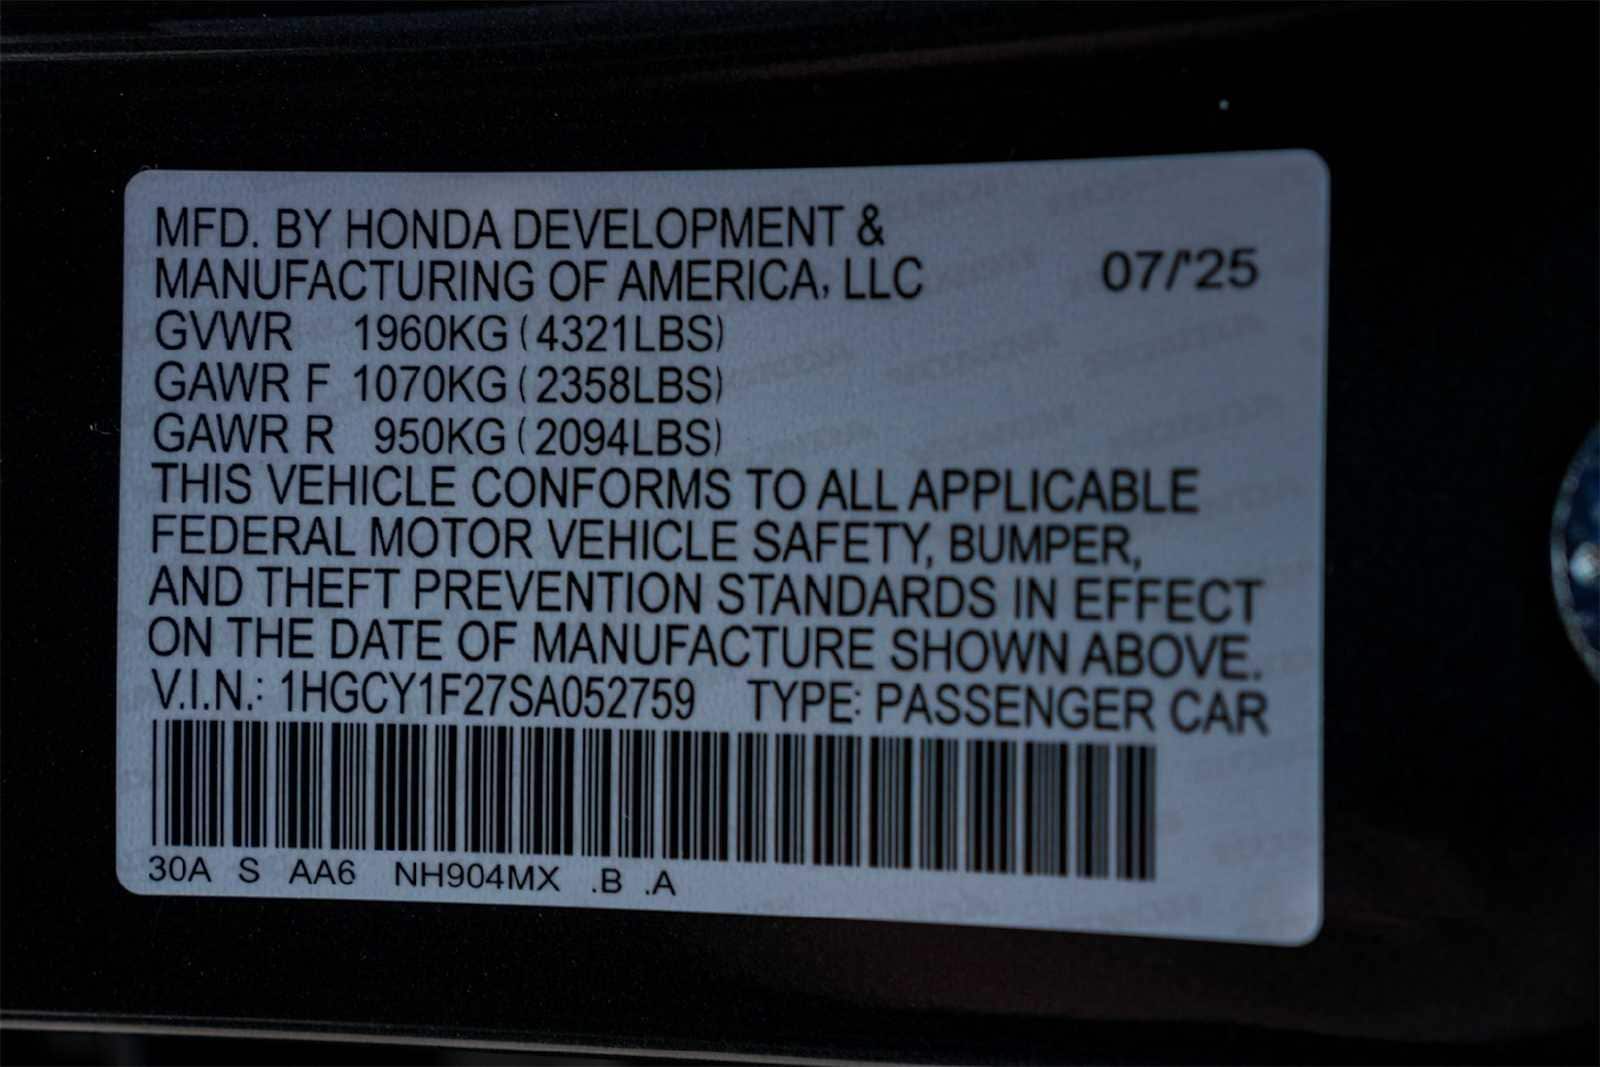 MFD. BY HONDA DEVELOPMENT &
MANUFACTURING OF AMERICA, LLC 07/'25
GVWR 1960KG (4321LBS)
GAWR F 1070KG (2358LBS)
GAWR R 950KG (2094LBS)
THIS VEHICLE CONFORMS TO ALL APPLICABLE
FEDERAL MOTOR VEHICLE SAFETY, BUMPER,
AND THEFT PREVENTION STANDARDS IN EFFECT
ON THE DATE OF MANUFACTURE SHOWN ABOVE.
V.I.N.: 1HGCY1F27SA052759 TYPE: PASSENGER CAR
30A S AA6 NH904MX .B .A